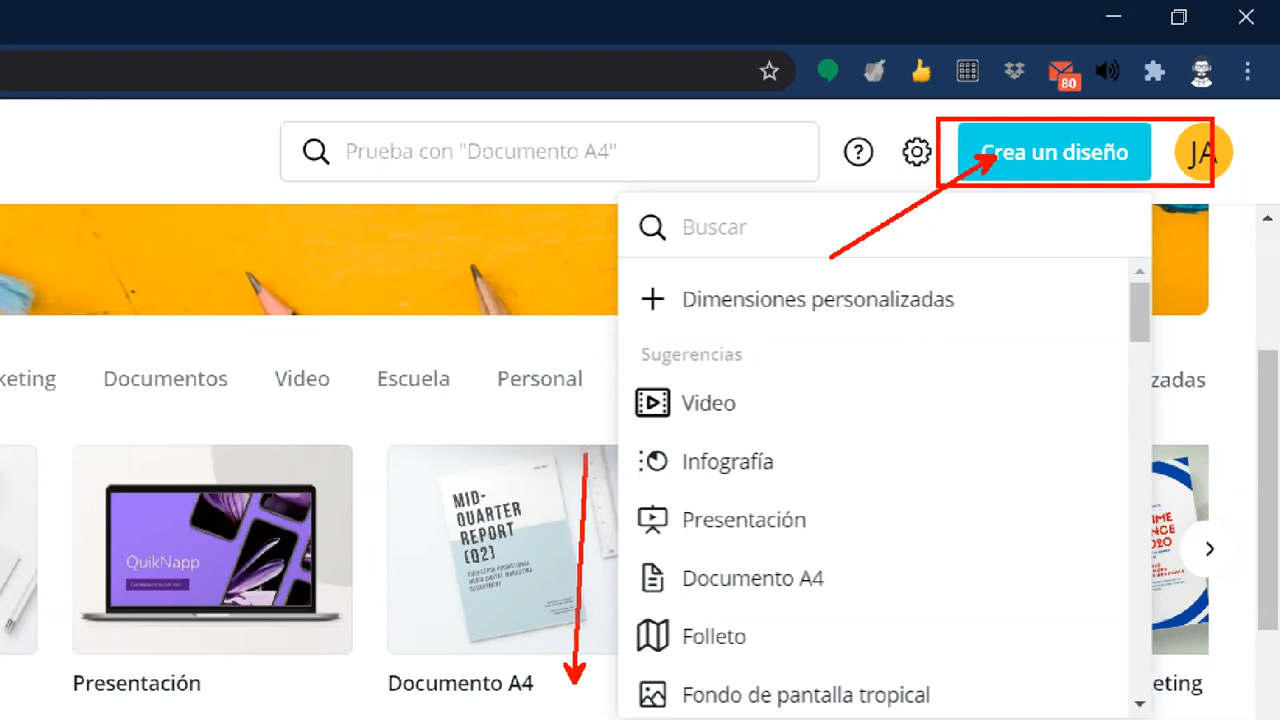 80
Prueba con "Documento A4"
Crea un diseño
JA
Buscar
Dimensiones personalizadas
Sugerencias
Video
Infografía
Presentación
Documento A4
Folleto
Fondo de pantalla tropical
keting
Documentos
Video
Escuela
Personal
zadas
QuikNapp
MID-
QUARTER
REPORT
(Q2)
2020
Presentación
Documento A4
eting